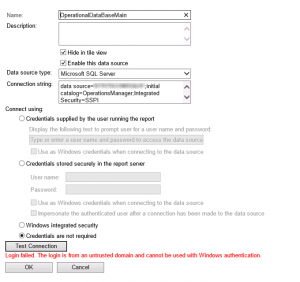 Name:
OperationalDataBaseMain
Description:
Hide in tile view
Enable this data source
Data source type:
Microsoft SQL Server
Connection string:
data source= ;Initial
catalog=OperationsManager;Integrated
Security=SSPI
Connect using:
Credentials supplied by the user running the report
Display the following text to prompt user for a user name and password:
Type or enter a user name and password to access the data source
Use as Windows credentials when connecting to the data source
Credentials stored securely in the report server
User name:
Password:
Use as Windows credentials when connecting to the data source
Impersonate the authenticated user after a connection has been made to the data source
Windows integrated security
Credentials are not required
Test Connection
Login failed. The login is from an untrusted domain and cannot be used with Windows authentication.
OK
Cancel